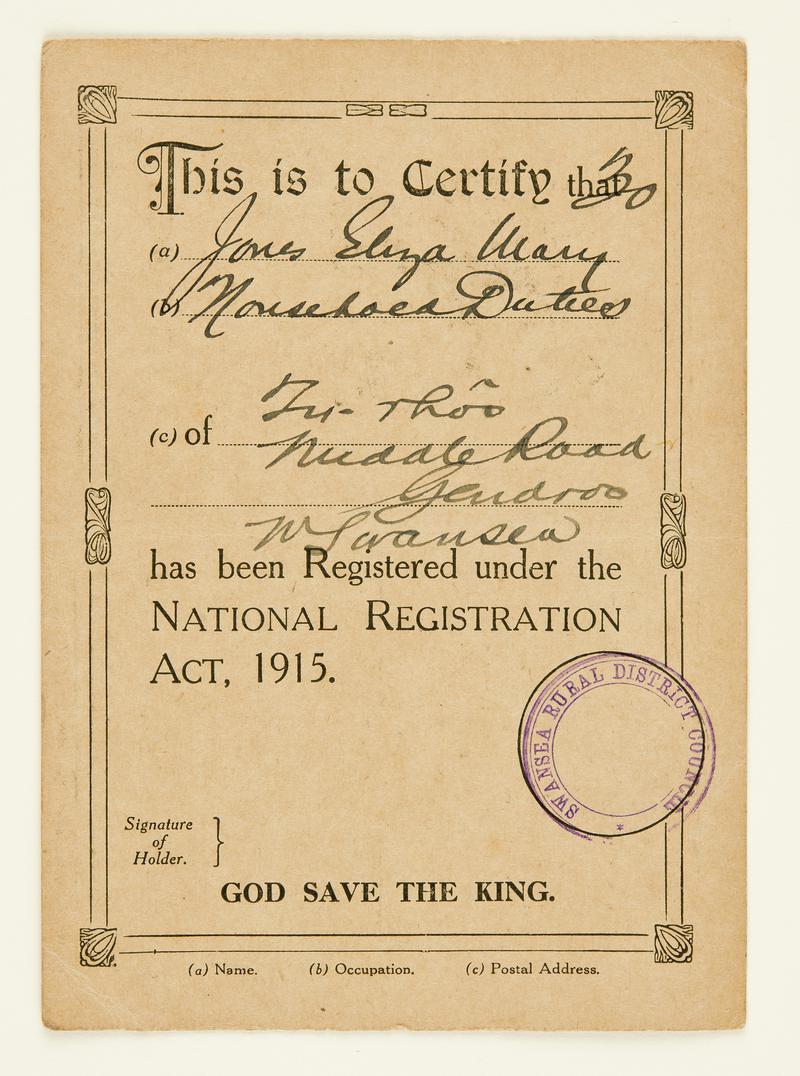 This is to Certify that 30
(a) Jones Eliza Mary
(b) Household Duties
Rhôs
(c) of Middle Road
Gendros
Swansea
has been Registered under the
NATIONAL REGISTRATION
ACT, 1915.
SWANSEA RURAL DISTRICT COUNCIL
*
Signature
of
Holder.
GOD SAVE THE KING.
(a) Name. (b) Occupation. (c) Postal Address.